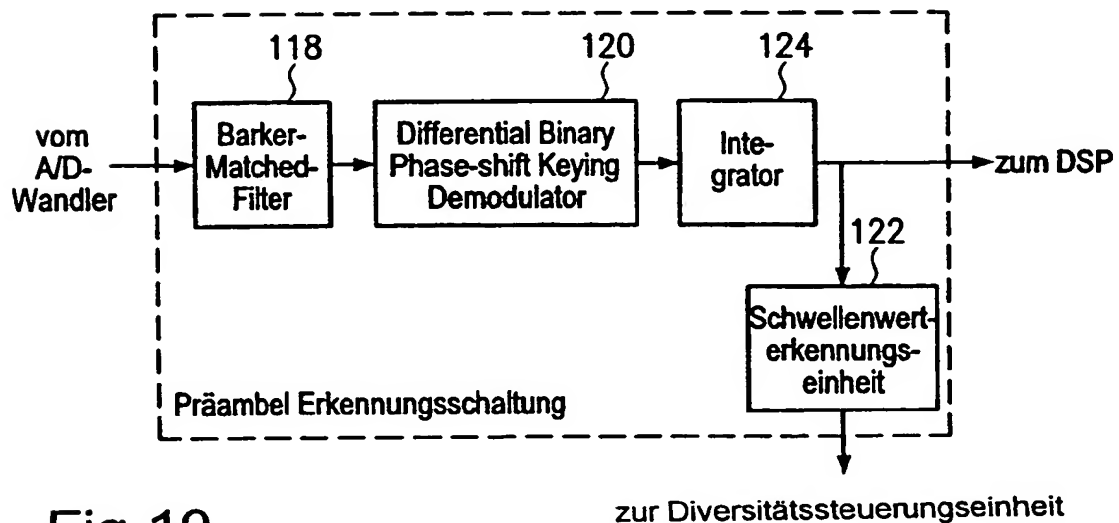 118
120
124
vom
A/D-
Wandler
Barker-
Matched-
Filter
Differential Binary
Phase-shift Keying
Demodulator
Inte-
grator
zum DSP
122
Schwellenwert-
erkennungs-
einheit
Präambel Erkennungsschaltung
zur Diversitätssteuerungseinheit